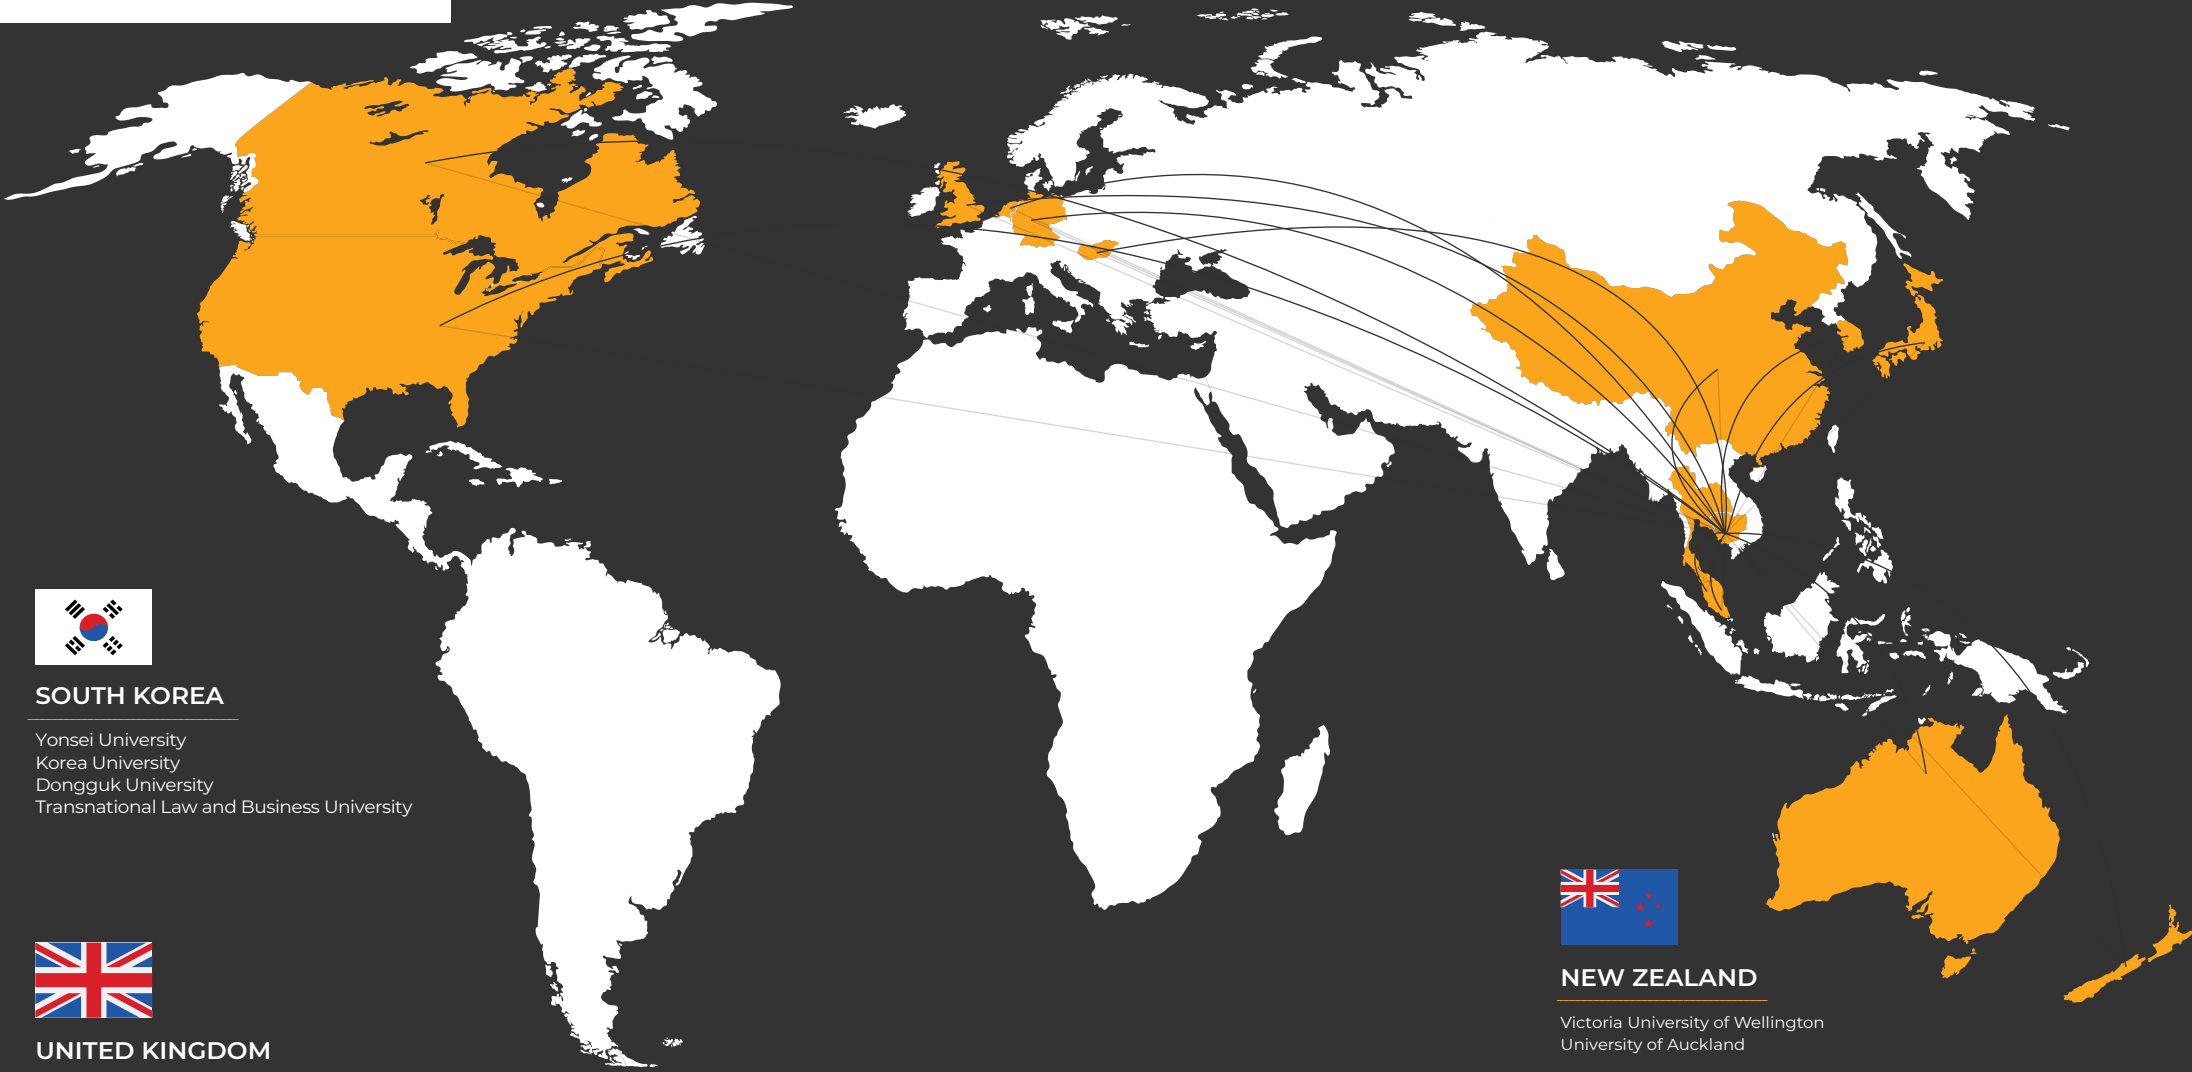 SOUTH KOREA
Yonsei University
Korea University
Dongguk University
Transnational Law and Business University
UNITED KINGDOM
NEW ZEALAND
Victoria University of Wellington
University of Auckland